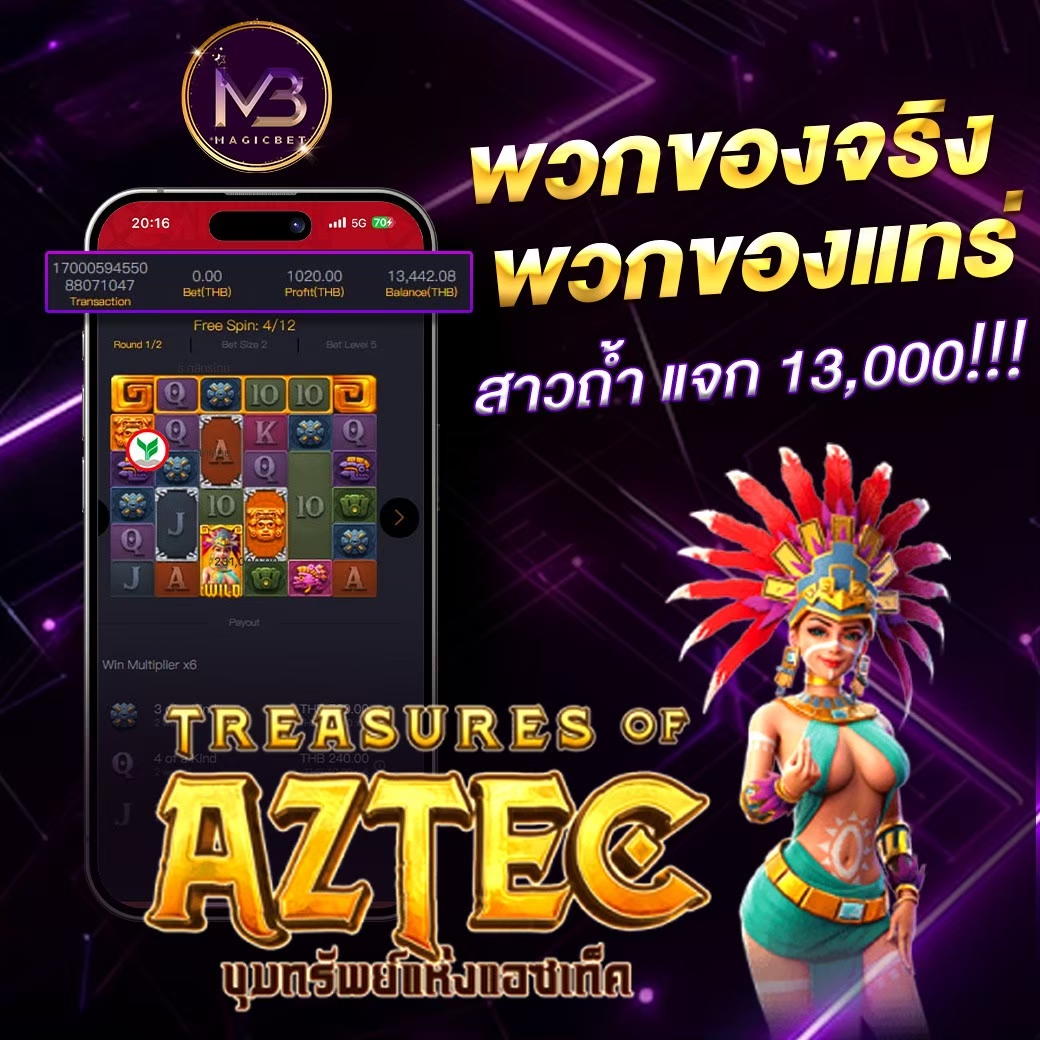 MB
MAGICBET
พวกของจริง
พวกของแทร่
สาวถ้ำ แจก 13,000!!!
20:16
5G 70
17000594550
88071047
Transaction
0.00
Bet(THB)
1020.00
Profit(THB)
13,442.08
Balance(THB)
Free Spin: 4/12
Round 1/2
Bet Size 2
Bet Level 5
Q 10 10
Q A K Q
Q
10 10
J
Q
WILD
J A A
Payout
Win Multiplier x6
3
Q 4 of a Kind THB 240.00
J
TREASURES OF
AZTEC
ขุมทรัพย์แห่งแอซเท็ค